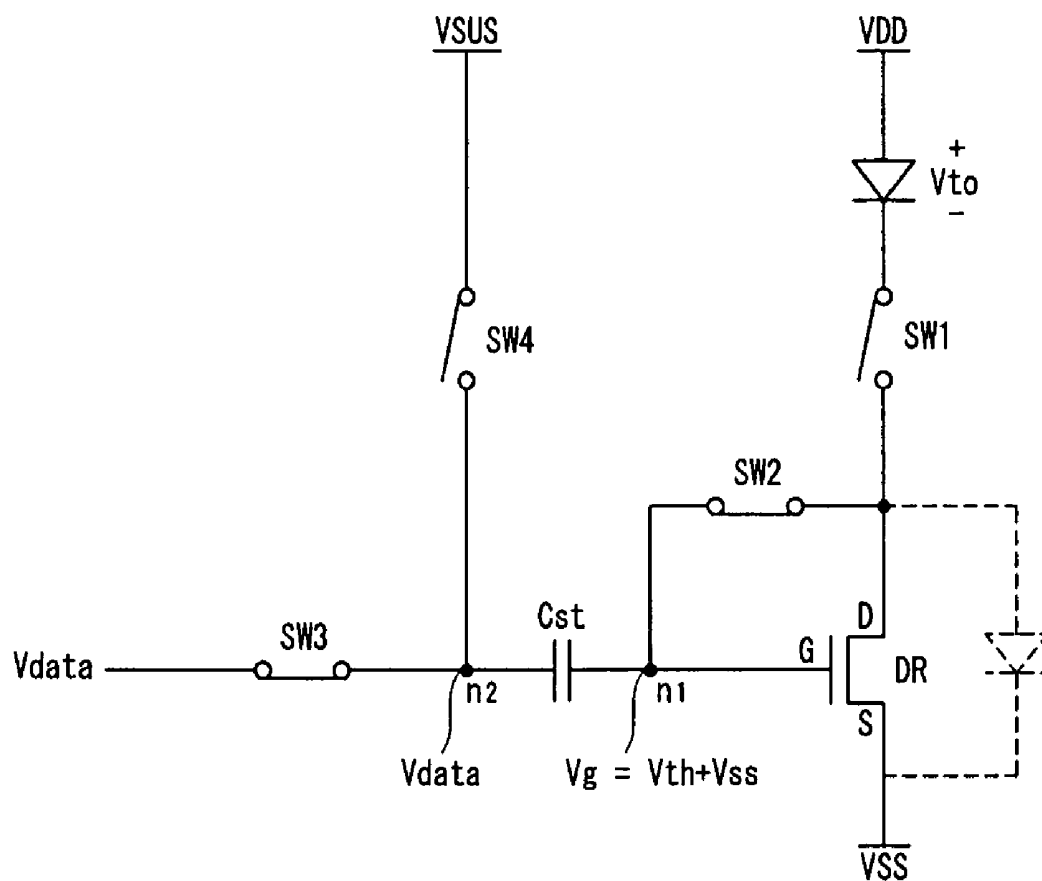 VSUS
VDD
+
Vto
-
SW4
SW1
SW2
Cst
D
SW3
G
DR
Vdata
n2
n1
S
Vdata
Vg = Vth+Vss
VSS